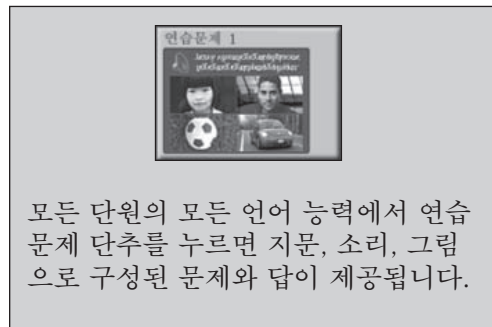 연습문제 1
모든 단원의 모든 언어 능력에서 연습
문제 단추를 누르면 지문, 소리, 그림
으로 구성된 문제와 답이 제공됩니다.